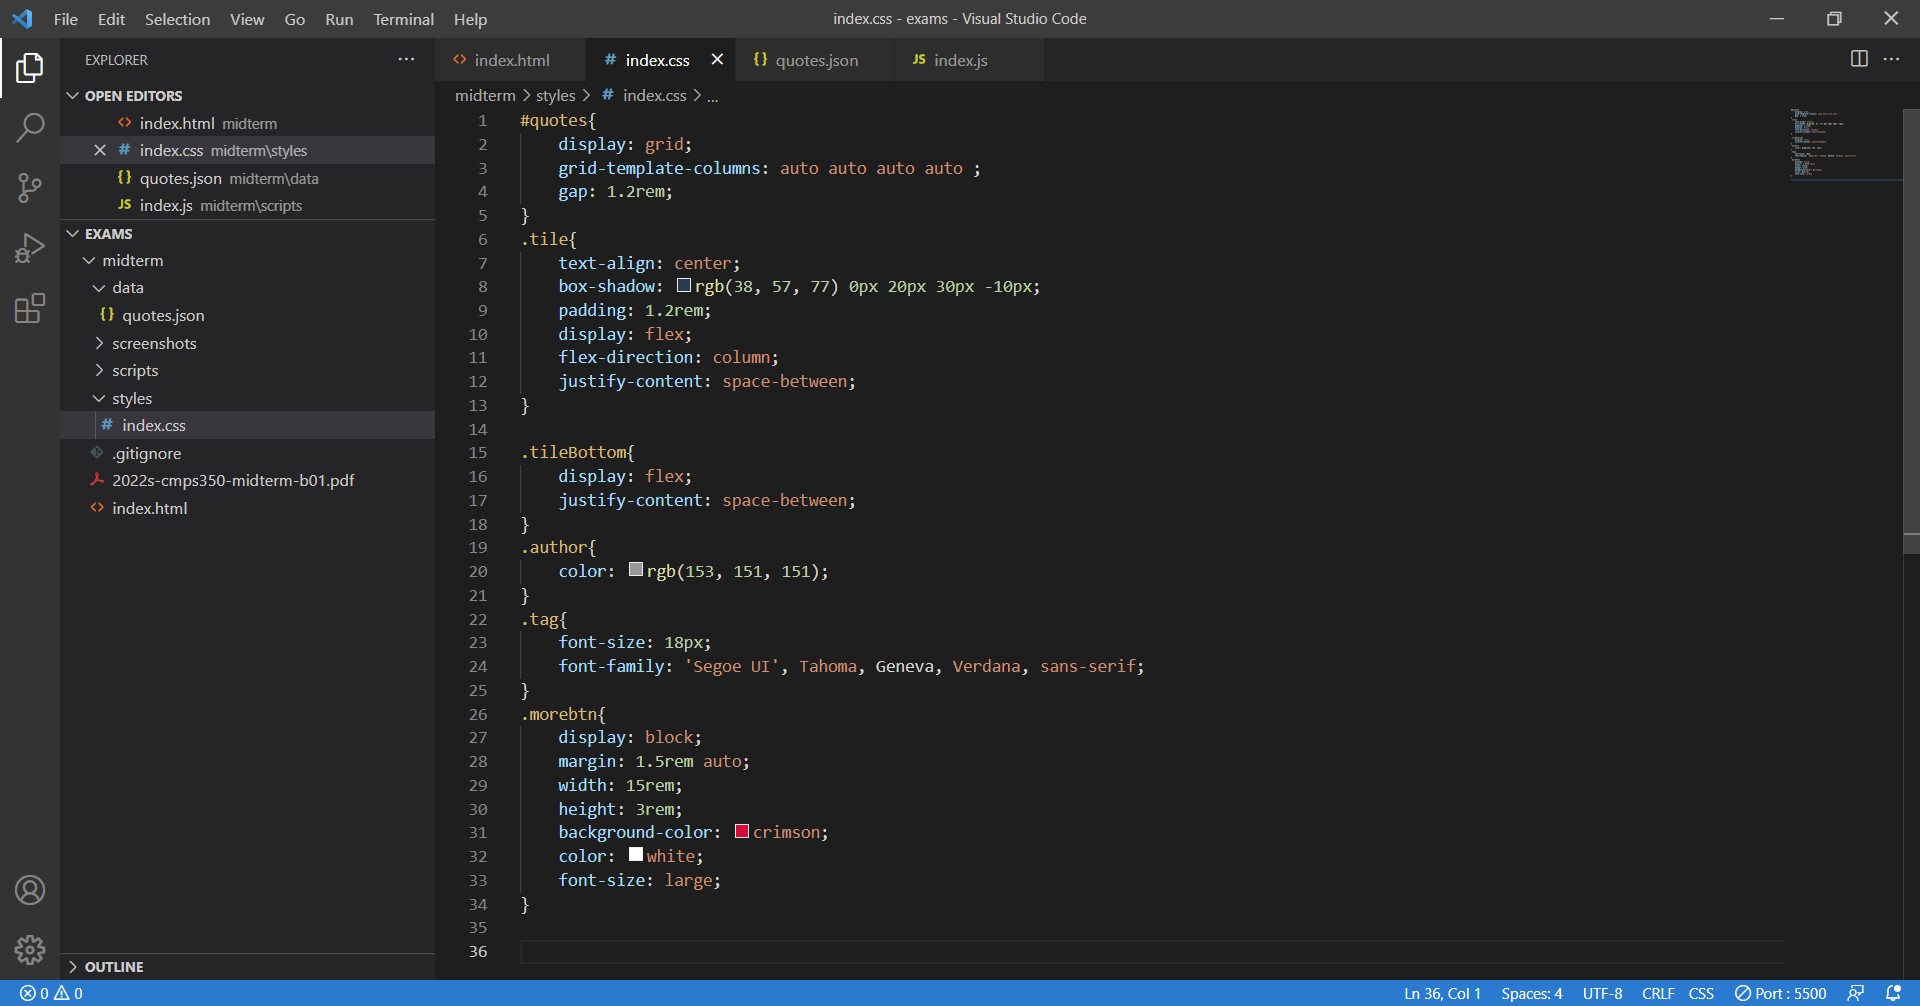 File Edit Selection View Go Run Terminal Help
index.css - exams - Visual Studio Code
EXPLORER
OPEN EDITORS
index.html midterm
index.css midterm\styles
quotes.json midterm\data
index.js midterm\scripts
EXAMS
midterm
data
quotes.json
screenshots
scripts
styles
index.css
.gitignore
2022s-cmps350-midterm-b01.pdf
index.html
OUTLINE
index.html index.css quotes.json index.js
midterm > styles > # index.css > ...
1 #quotes{
2     display: grid;
3     grid-template-columns: auto auto auto auto ;
4     gap: 1.2rem;
5 }
6 .tile{
7     text-align: center;
8     box-shadow: rgb(38, 57, 77) 0px 20px 30px -10px;
9     padding: 1.2rem;
10     display: flex;
11     flex-direction: column;
12     justify-content: space-between;
13 }
14
15 .tileBottom{
16     display: flex;
17     justify-content: space-between;
18 }
19 .author{
20     color: rgb(153, 151, 151);
21 }
22 .tag{
23     font-size: 18px;
24     font-family: 'Segoe UI', Tahoma, Geneva, Verdana, sans-serif;
25 }
26 .morebtn{
27     display: block;
28     margin: 1.5rem auto;
29     width: 15rem;
30     height: 3rem;
31     background-color: crimson;
32     color: white;
33     font-size: large;
34 }
35
36
0 0 Ln 36, Col 1 Spaces: 4 UTF-8 CRLF CSS Port : 5500